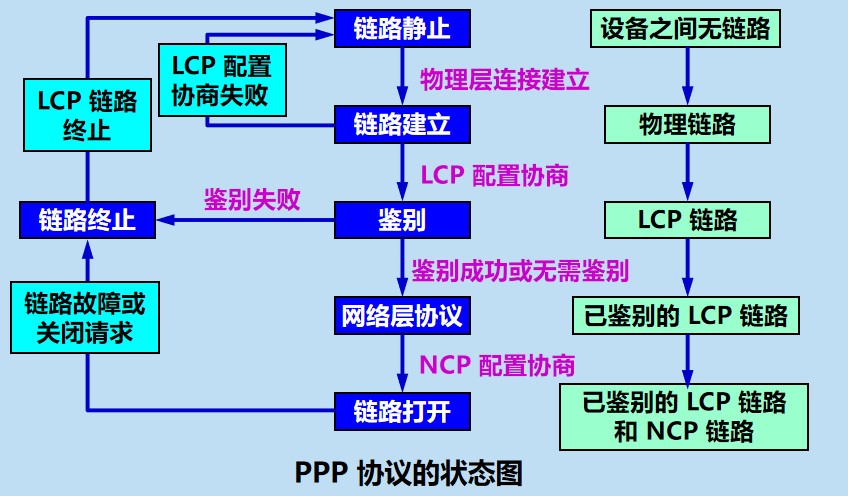 链路静止
设备之间无链路
LCP 配置
协商失败
物理层连接建立
LCP 链路
终止
链路建立
物理链路
LCP 配置协商
鉴别失败
链路终止
鉴别
LCP 链路
鉴别成功或无需鉴别
链路故障或
关闭请求
网络层协议
已鉴别的 LCP 链路
NCP 配置协商
链路打开
已鉴别的 LCP 链路
和 NCP 链路
PPP 协议的状态图